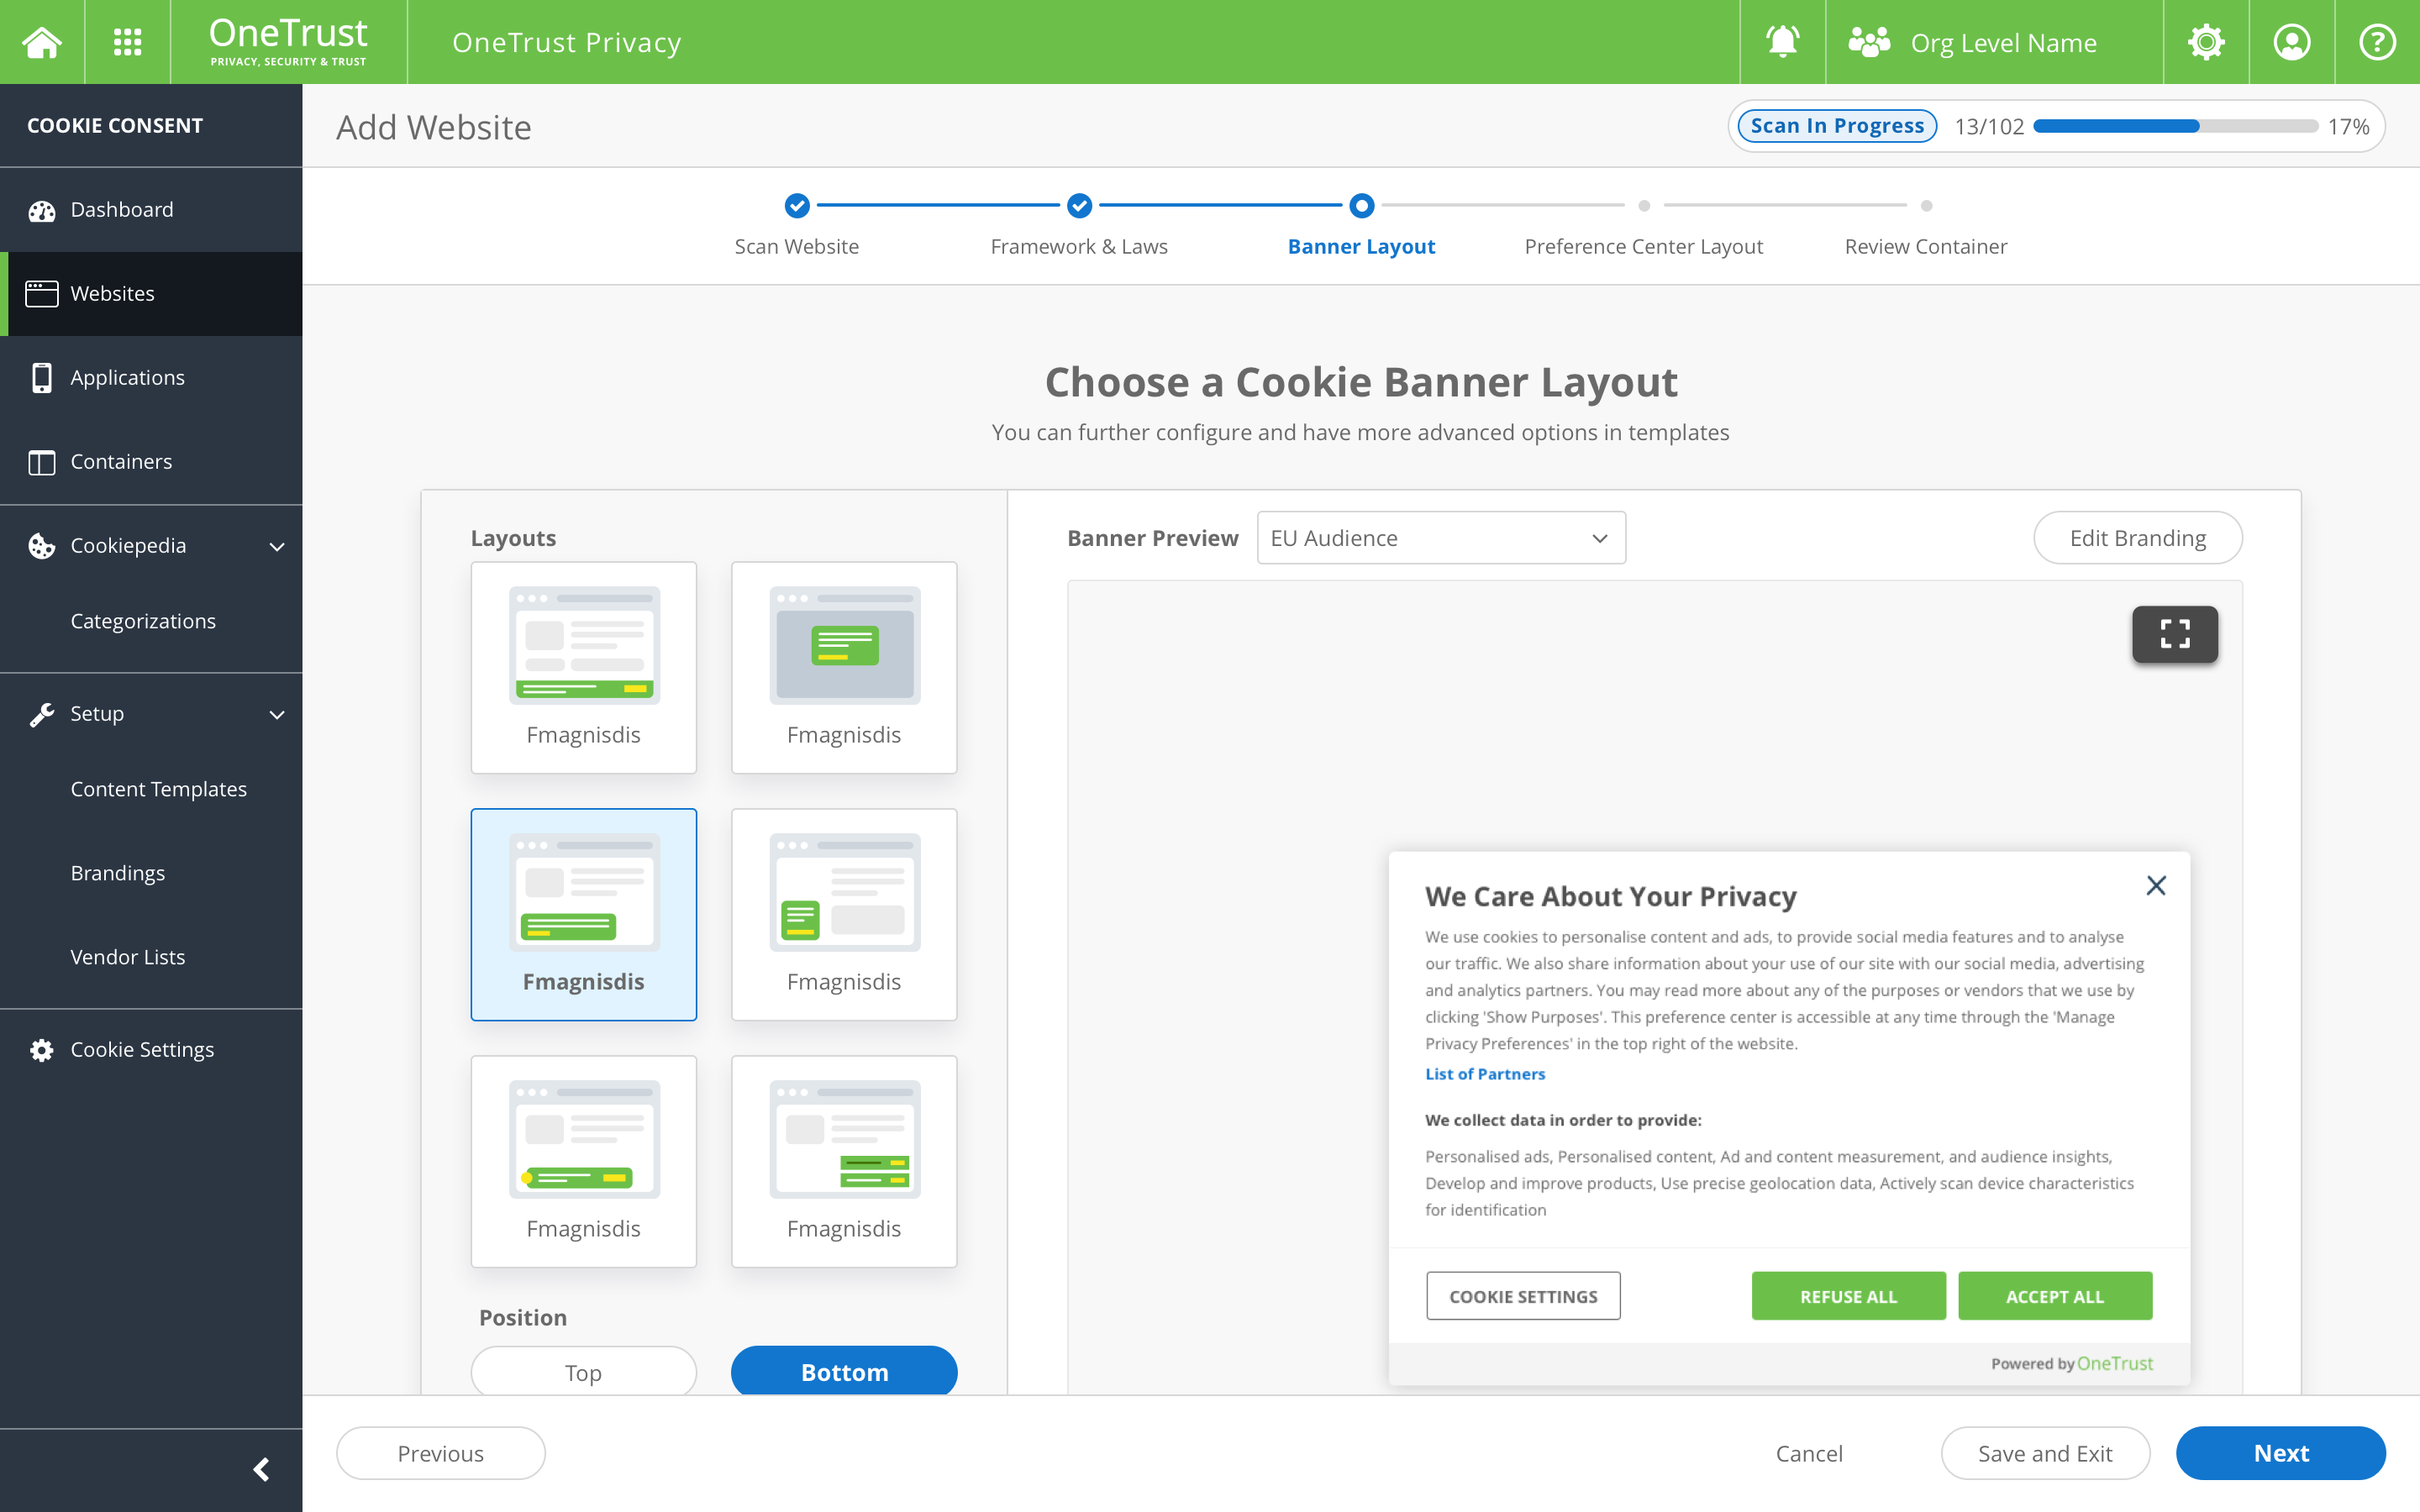 OneTrust
PRIVACY, SECURITY & TRUST
OneTrust Privacy
Org Level Name
COOKIE CONSENT
Dashboard
Websites
Applications
Containers
Cookiepedia
Categorizations
Setup
Content Templates
Brandings
Vendor Lists
Cookie Settings
Add Website
Scan In Progress 13/102 17%
Scan Website
Framework & Laws
Banner Layout
Preference Center Layout
Review Container
Choose a Cookie Banner Layout
You can further configure and have more advanced options in templates
Layouts
Fmagnisdis
Fmagnisdis
Fmagnisdis
Fmagnisdis
Fmagnisdis
Fmagnisdis
Position
Top
Bottom
Banner Preview
EU Audience
Edit Branding
We Care About Your Privacy
We use cookies to personalise content and ads, to provide social media features and to analyse
our traffic. We also share information about your use of our site with our social media, advertising
and analytics partners. You may read more about any of the purposes or vendors that we use by
clicking 'Show Purposes'. This preference center is accessible at any time through the 'Manage
Privacy Preferences' in the top right of the website.
List of Partners
We collect data in order to provide:
Personalised ads, Personalised content, Ad and content measurement, and audience insights,
Develop and improve products, Use precise geolocation data, Actively scan device characteristics
for identification
COOKIE SETTINGS
REFUSE ALL
ACCEPT ALL
Powered by OneTrust
Previous
Cancel
Save and Exit
Next